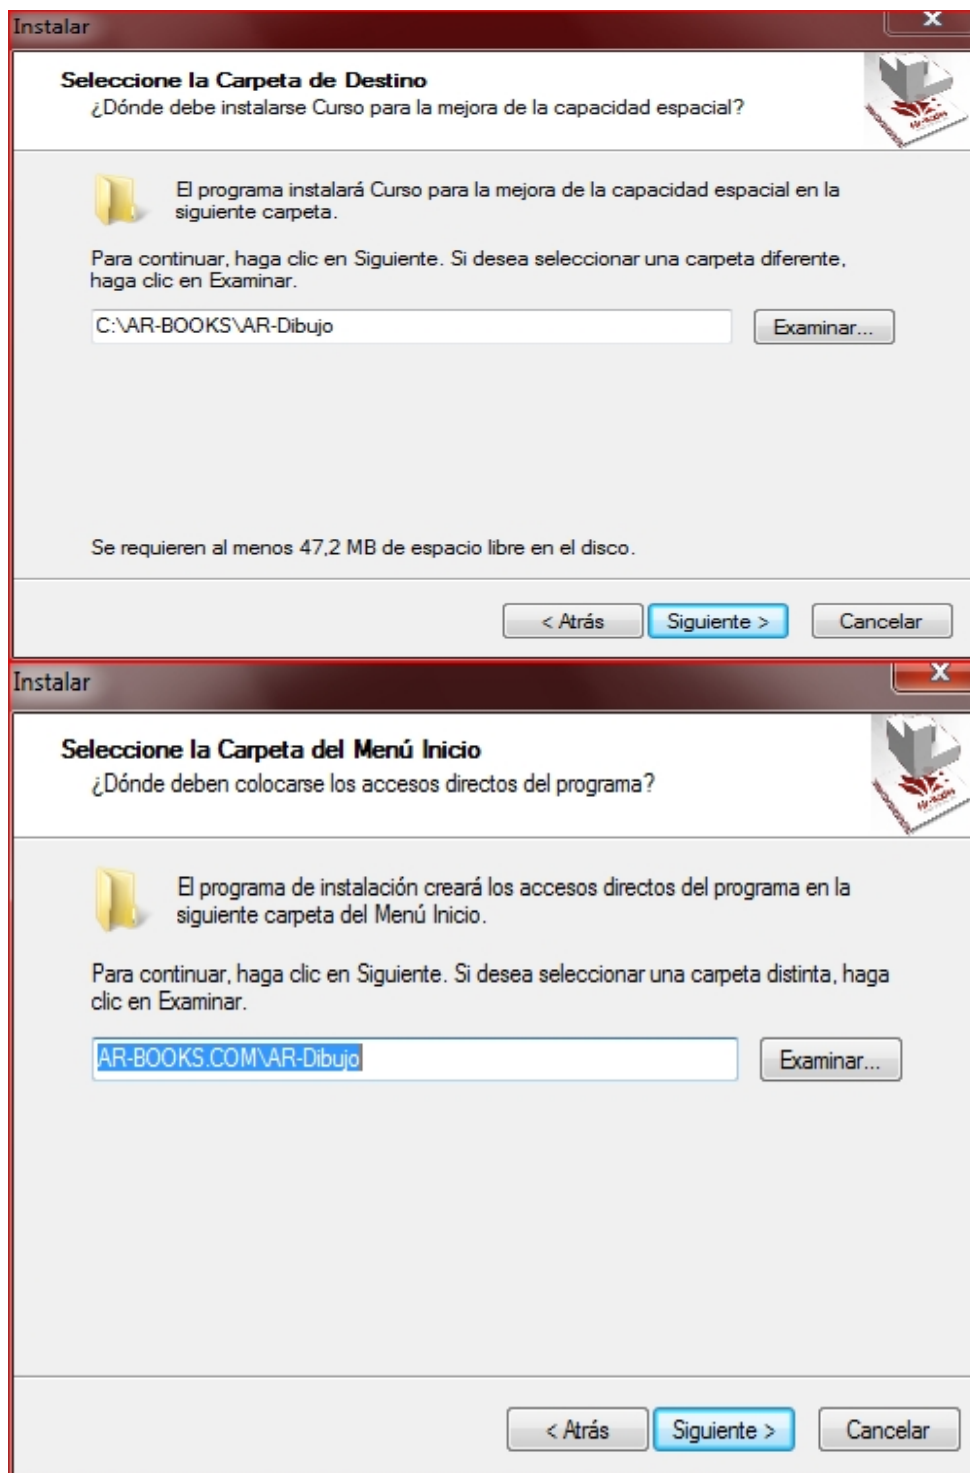 Instalar
Seleccione la Carpeta de Destino
¿Dónde debe instalarse Curso para la mejora de la capacidad espacial?
El programa instalará Curso para la mejora de la capacidad espacial en la
siguiente carpeta.
Para continuar, haga clic en Siguiente. Si desea seleccionar una carpeta diferente,
haga clic en Examinar.
C:\AR-BOOKS\AR-Dibujo
Examinar...
Se requieren al menos 47,2 MB de espacio libre en el disco.
< Atrás
Siguiente >
Cancelar
Instalar
Seleccione la Carpeta del Menú Inicio
¿Dónde deben colocarse los accesos directos del programa?
El programa de instalación creará los accesos directos del programa en la
siguiente carpeta del Menú Inicio.
Para continuar, haga clic en Siguiente. Si desea seleccionar una carpeta distinta, haga
clic en Examinar.
AR-BOOKS.COM\AR-Dibujo
Examinar...
< Atrás
Siguiente >
Cancelar